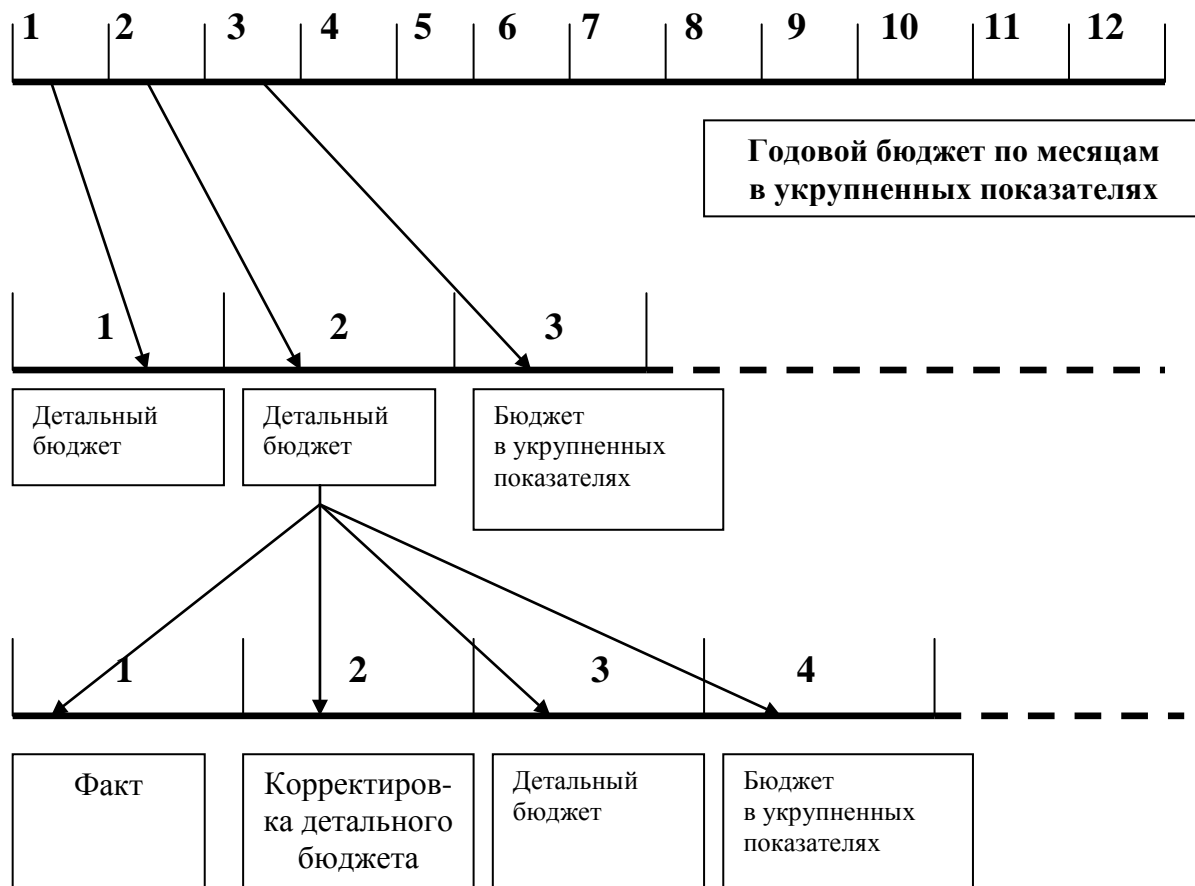 1 2 3 4 5 6 7 8 9 10 11 12
Годовой бюджет по месяцам
в укрупненных показателях
1 2 3
Детальный
бюджет
Детальный
бюджет
Бюджет
в укрупненных
показателях
1 2 3 4
Факт
Корректиров-
ка детального
бюджета
Детальный
бюджет
Бюджет
в укрупненных
показателях